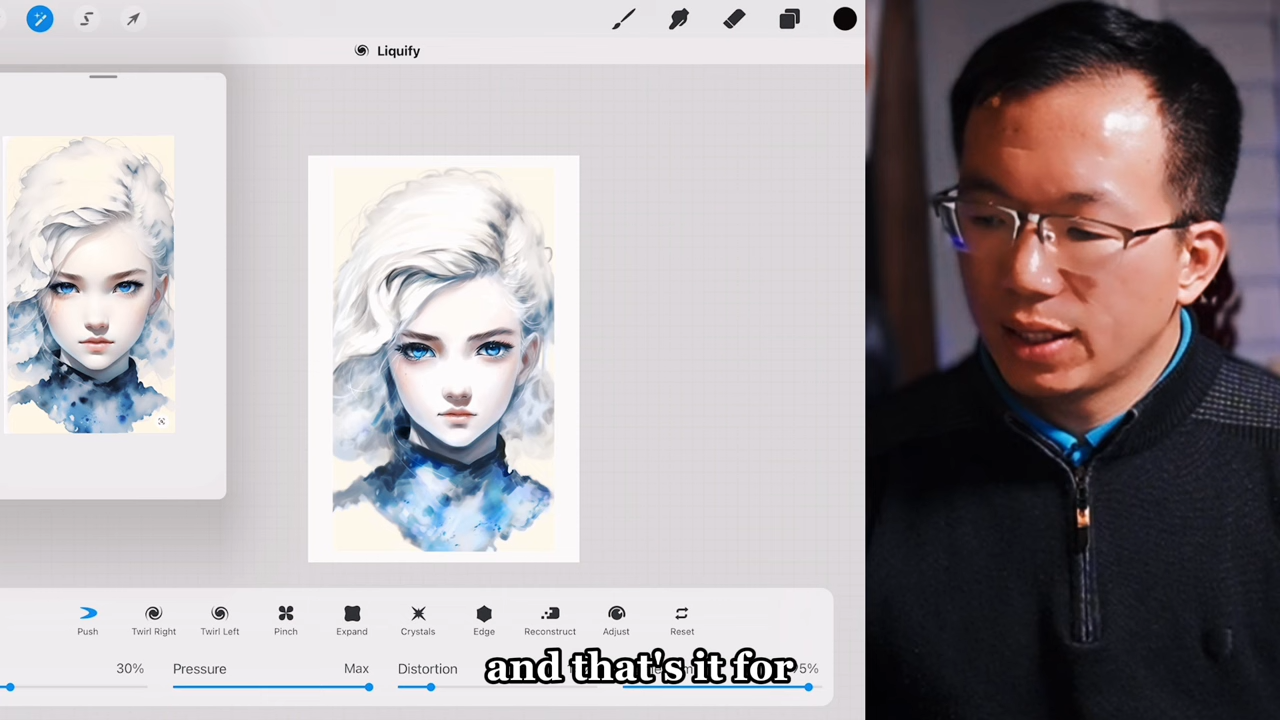 Liquify
Push
Twirl Right
Twirl Left
Pinch
Expand
Crystals
Edge
Reconstruct
Adjust
Reset
30%
Pressure
Max
Distortion
75%
and that's it for